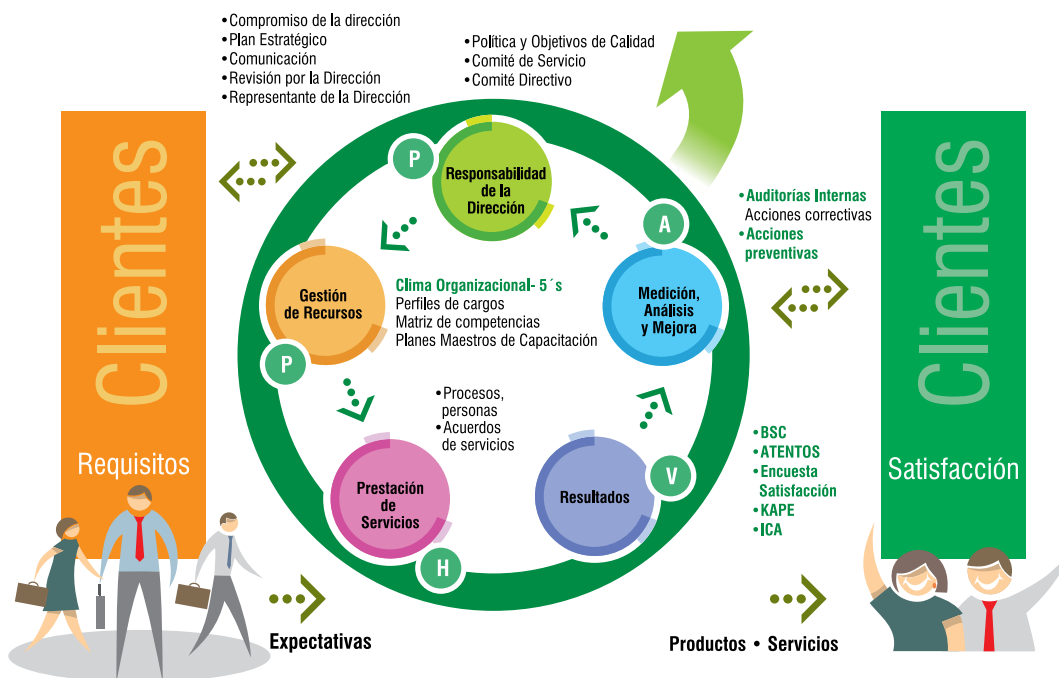 •Compromiso de la dirección
•Plan Estratégico
•Comunicación
•Revisión por la Dirección
•Representante de la Dirección
•Política y Objetivos de Calidad
•Comité de Servicio
•Comité Directivo
Clientes
Requisitos
P
Responsabilidad
de la
Dirección
A
•Auditorías Internas
Acciones correctivas
•Acciones
preventivas
Gestión
de Recursos
P
Clima Organizacional- 5´s
Perfiles de cargos
Matriz de competencias
Planes Maestros de Capacitación
Medición,
Análisis
y Mejora
•Procesos,
personas
•Acuerdos
de servicios
Prestación
de
Servicios
H
Resultados
V
•BSC
•ATENTOS
•Encuesta
Satisfacción
•KAPE
•ICA
Clientes
Satisfacción
Expectativas
Productos • Servicios